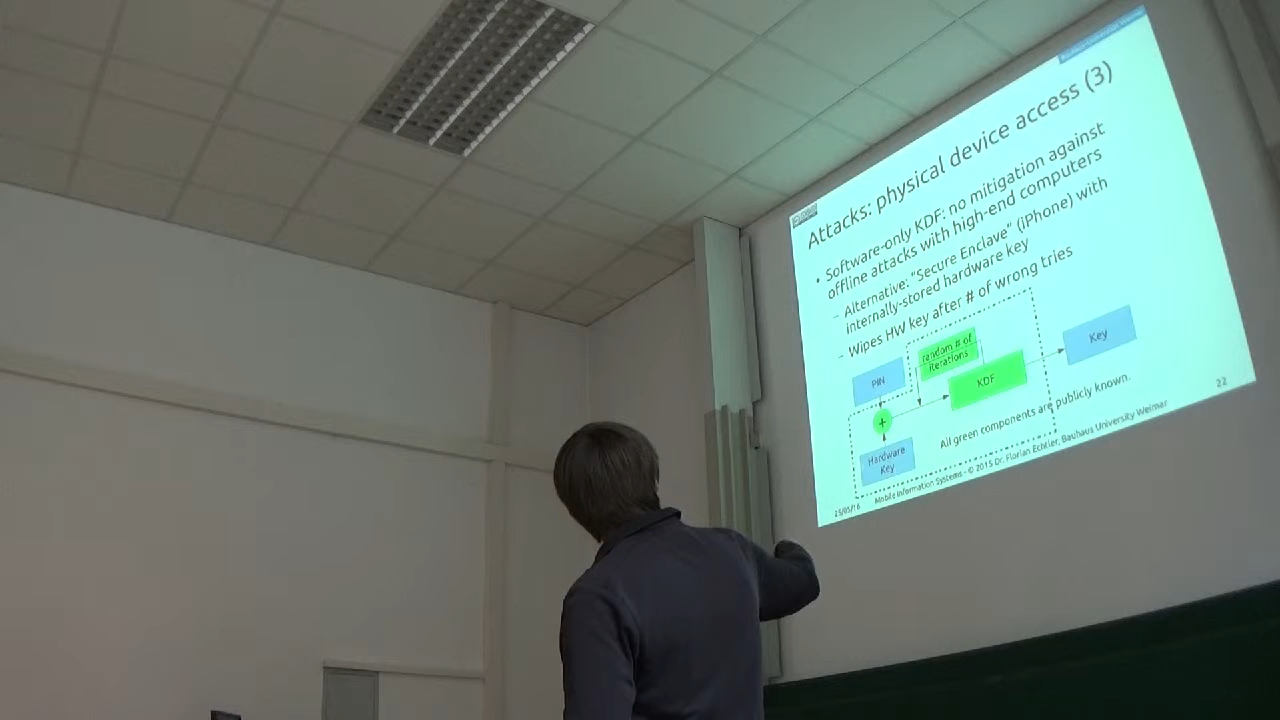 Attacks: physical device access (3)
• Software-only KDF: no mitigation against
offline attacks with high-end computers
– Alternative: "Secure Enclave" (iPhone) with
internally-stored hardware key
– Wipes HW key after # of wrong tries
random # of
iterations
Key
PIN
KDF
+
Hardware
Key
All green components are publicly known.
25/05/16
Mobile Information Systems - © 2015 Dr. Florian Echtler, Bauhaus University Weimar
22